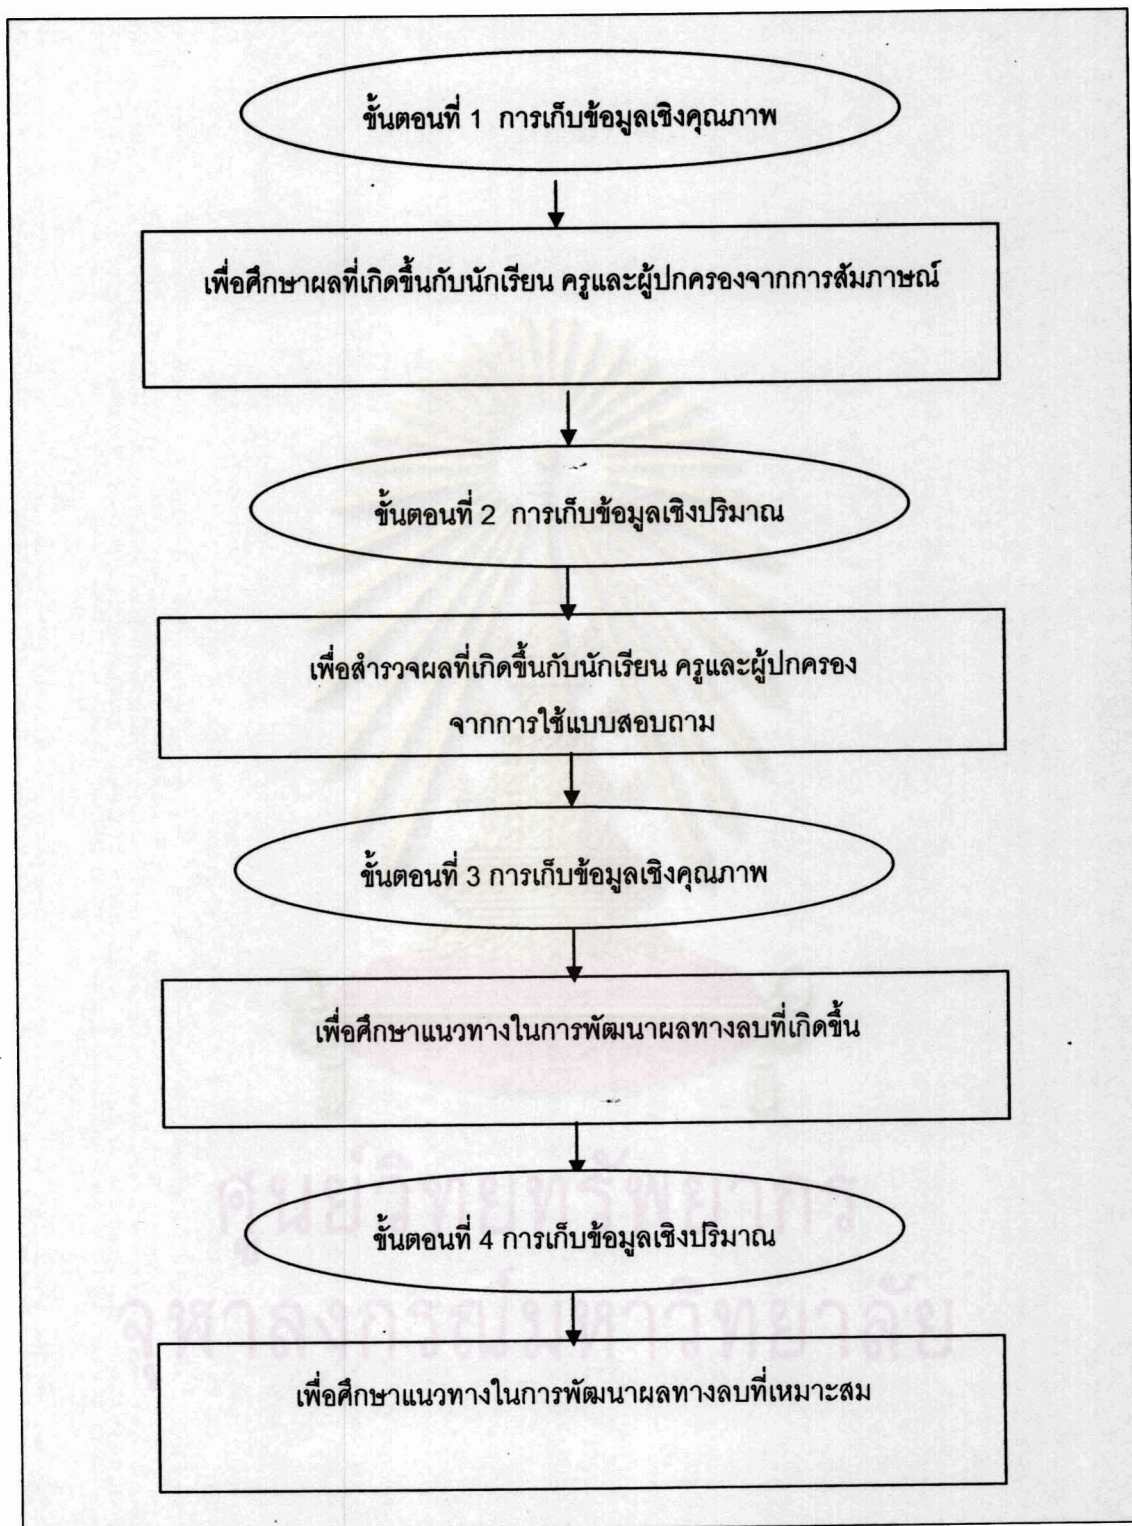 ขั้นตอนที่ 1 การเก็บข้อมูลเชิงคุณภาพ
เพื่อศึกษาผลที่เกิดขึ้นกับนักเรียน ครูและผู้ปกครองจากการสัมภาษณ์
ขั้นตอนที่ 2 การเก็บข้อมูลเชิงปริมาณ
เพื่อสำรวจผลที่เกิดขึ้นกับนักเรียน ครูและผู้ปกครอง
จากการใช้แบบสอบถาม
ขั้นตอนที่ 3 การเก็บข้อมูลเชิงคุณภาพ
เพื่อศึกษาแนวทางในการพัฒนาผลทางลบที่เกิดขึ้น
ศูนย์วิทยทรัพยากร
ขั้นตอนที่ 4 การเก็บข้อมูลเชิงปริมาณ
จุฬาลงกรณ์มหาวิทยาลัย
เพื่อศึกษาแนวทางในการพัฒนาผลทางลบที่เหมาะสม